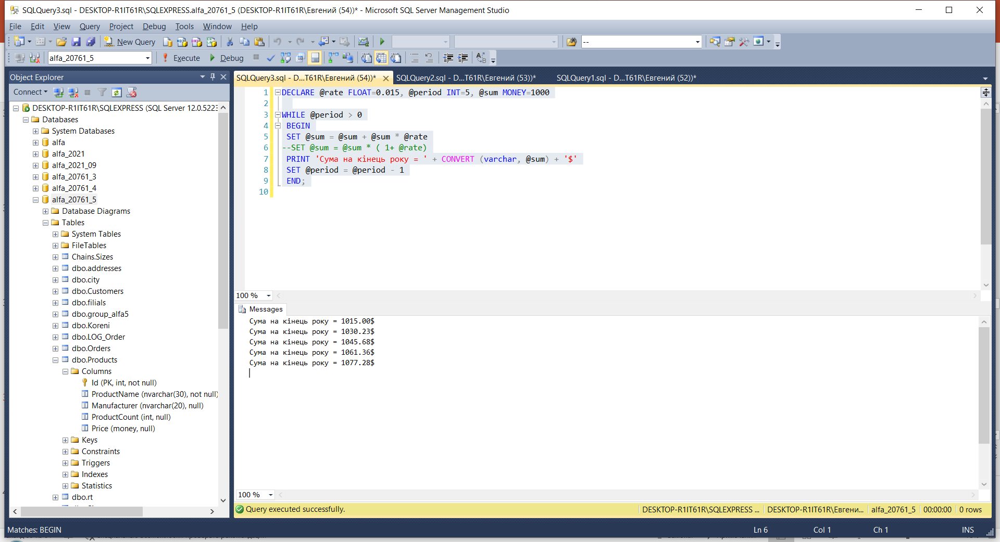 SQLQuery3.sql - DESKTOP-R1IT61R\SQLEXPRESS.alfa_20761_5 (DESKTOP-R1IT61R\Евгений (54))* - Microsoft SQL Server Management Studio
File Edit View Query Project Debug Tools Window Help
New Query --
alfa_20761_5 Execute Debug
Object Explorer
Connect
DESKTOP-R1IT61R\SQLEXPRESS (SQL Server 12.0.5223
Databases
System Databases
alfa
alfa_2021
alfa_2021_09
alfa_20761_3
alfa_20761_4
alfa_20761_5
Database Diagrams
Tables
System Tables
FileTables
Chains.Sizes
dbo.addresses
dbo.city
dbo.Customers
dbo.filials
dbo.group_alfa5
dbo.Koreni
dbo.LOG_Order
dbo.Orders
dbo.Products
Columns
Id (PK, int, not null)
ProductName (nvarchar(30), not null)
Manufacturer (nvarchar(20), null)
ProductCount (int, null)
Price (money, null)
Keys
Constraints
Triggers
Indexes
Statistics
dbo.rt
SQLQuery3.sql - D...T61R\Евгений (54))* SQLQuery2.sql - D...T61R\Евгений (53))* SQLQuery1.sql - D...T61R\Евгений (52))*
1 DECLARE @rate FLOAT=0.015, @period INT=5, @sum MONEY=1000
2
3 WHILE @period > 0
4 BEGIN
5 SET @sum = @sum + @sum * @rate
6 --SET @sum = @sum * ( 1+ @rate)
7 PRINT 'Сума на кінець року = ' + CONVERT (varchar, @sum) + '$'
8 SET @period = @period - 1
9 END;
10
100 %
Messages
Сума на кінець року = 1015.00$
Сума на кінець року = 1030.23$
Сума на кінець року = 1045.68$
Сума на кінець року = 1061.36$
Сума на кінець року = 1077.28$
100 %
Query executed successfully. DESKTOP-R1IT61R\SQLEXPRESS ... DESKTOP-R1IT61R\Евгени... alfa_20761_5 00:00:00 0 rows
Matches: BEGIN Ln 6 Col 1 Ch 1 INS